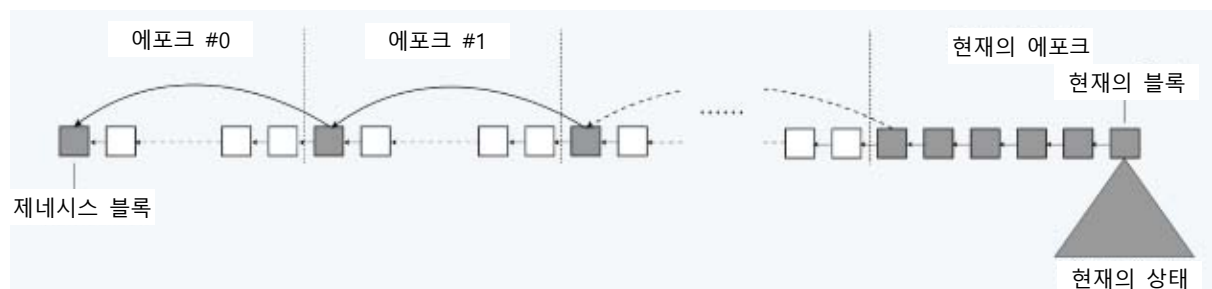 에포크 #0
에포크 #1
현재의 에포크
현재의 블록
......
제네시스 블록
현재의 상태